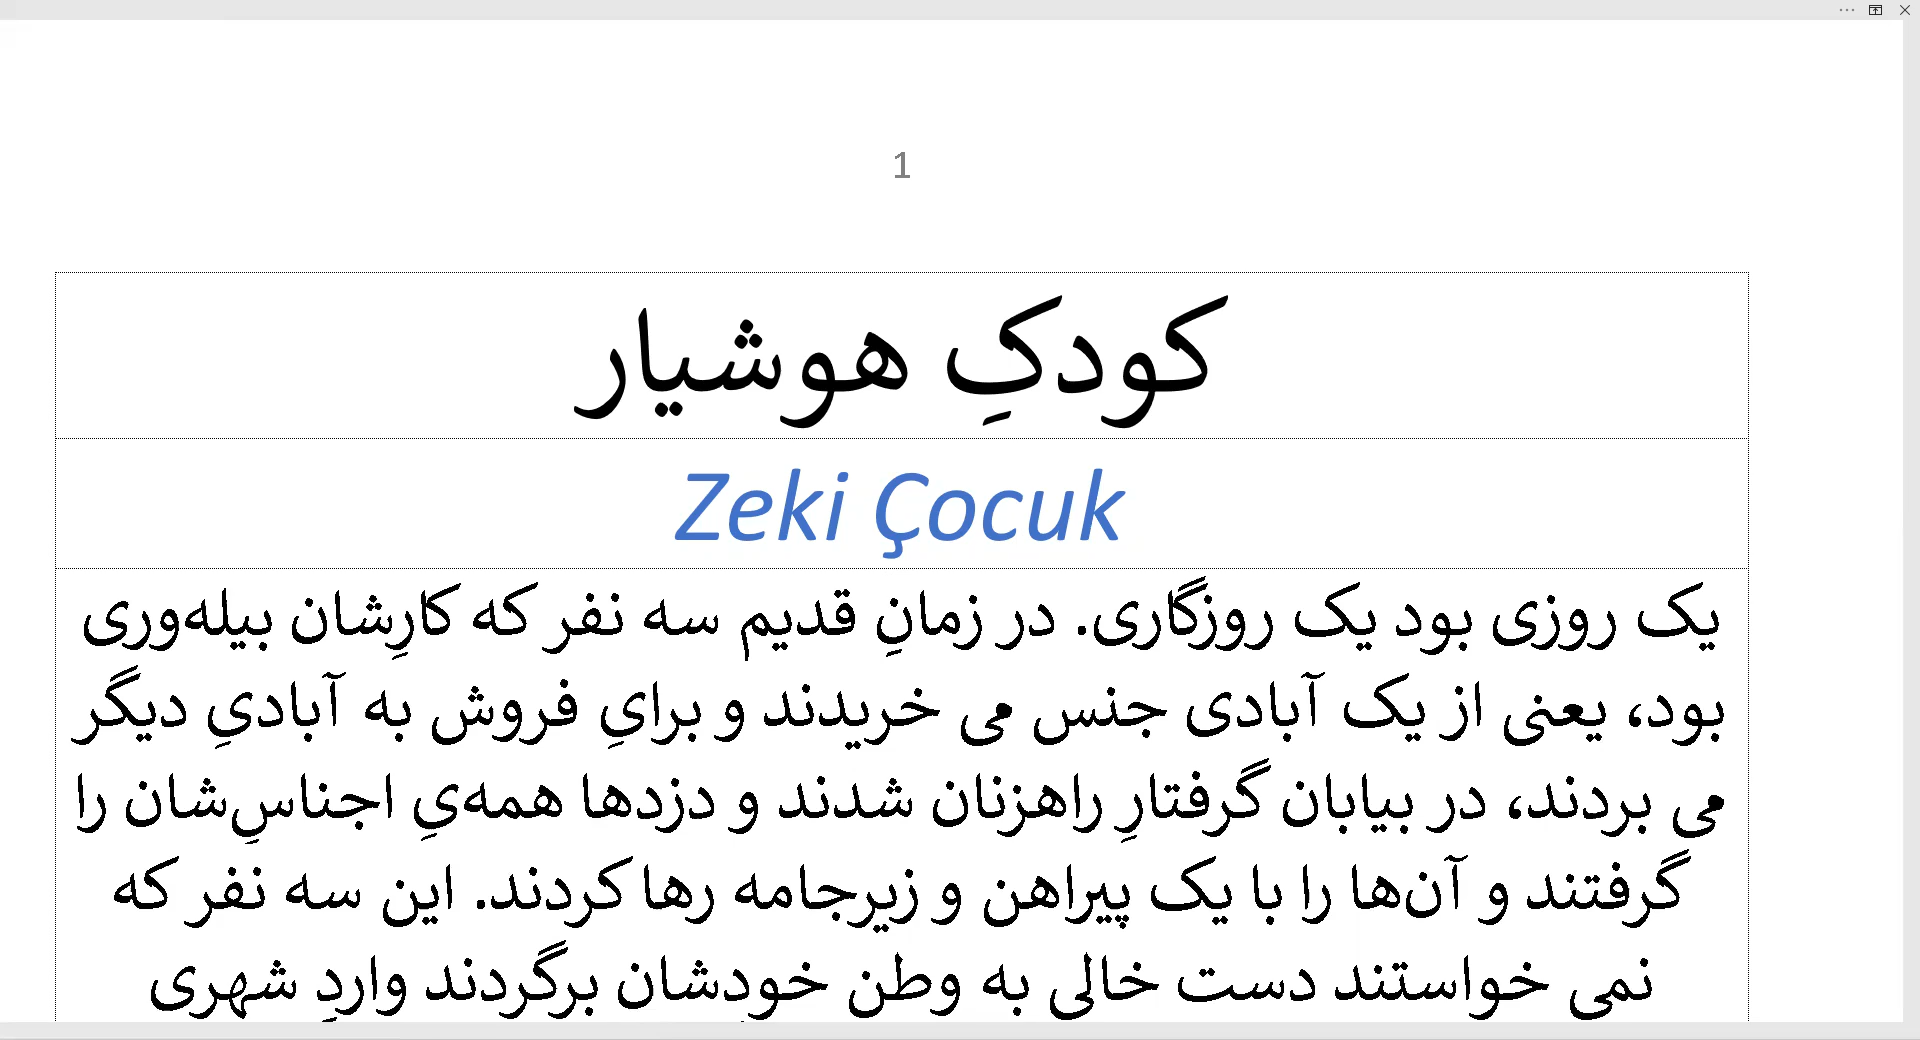 1
کودکِ هوشیار
Zeki Çocuk
یک روزی بود یک روزگاری. در زمانِ قدیم سه نفر که کارِشان بیله‌وری
بود، یعنی از یک آبادی جنس می خریدند و برایِ فروش به آبادیِ دیگر
می بردند، در بیابان گرفتارِ راهزنان شدند و دزدها همه‌یِ اجناسِ‌شان را
گرفتند و آن‌ها را با یک پیراهن و زیرجامه رها کردند. این سه نفر که
نمی خواستند دست خالی به وطن خودِشان برگردند واردِ شهری